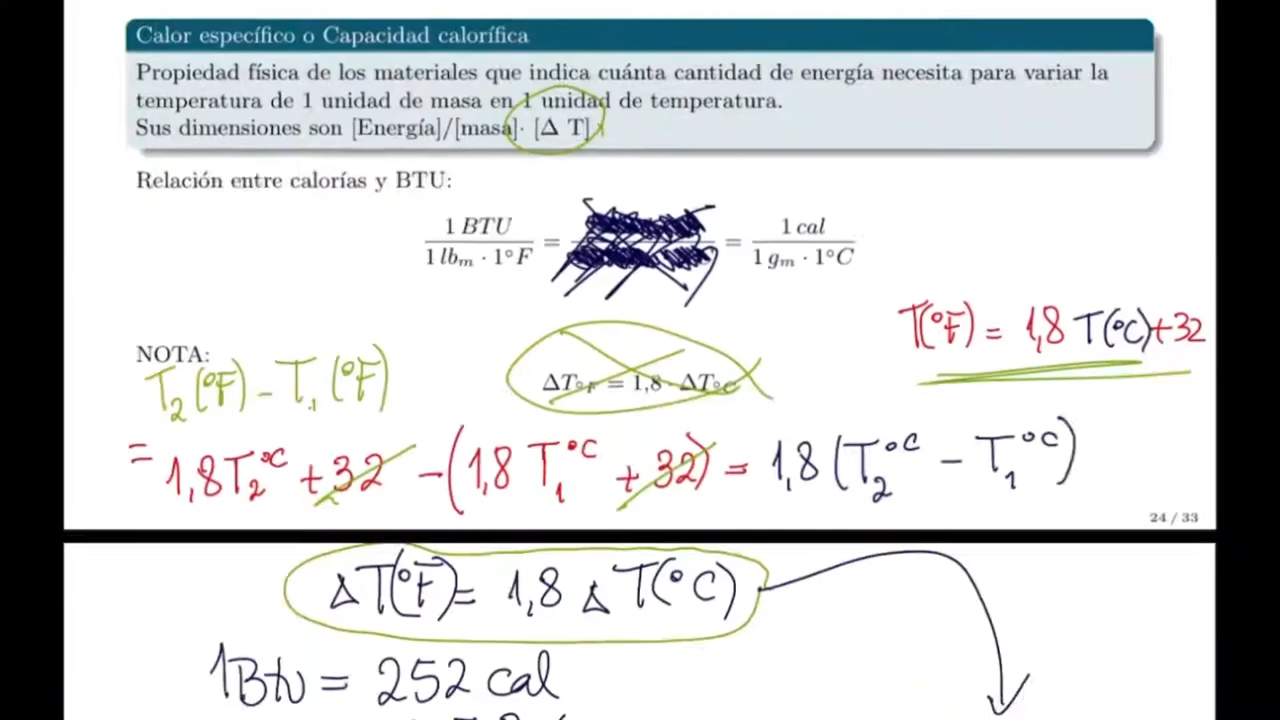 Calor específico o Capacidad calorífica
Propiedad física de los materiales que indica cuánta cantidad de energía necesita para variar la
temperatura de 1 unidad de masa en 1 unidad de temperatura.
Sus dimensiones son [Energía]/[masa]· [Δ T]
Relación entre calorías y BTU:
1 BTU / 1 lbₘ · 1°F = = 1 cal / 1 gₘ · 1°C
T(°F) = 1,8 T(°C)+32
NOTA:
ΔT°F = 1,8 · ΔT°C
T₂(°F) - T₁(°F)
= 1,8T₂°C + 32 - (1,8 T₁°C + 32) = 1,8 (T₂°C - T₁°C)
24 / 33
ΔT(°F) = 1,8 Δ T(°C)
1Btu = 252 cal